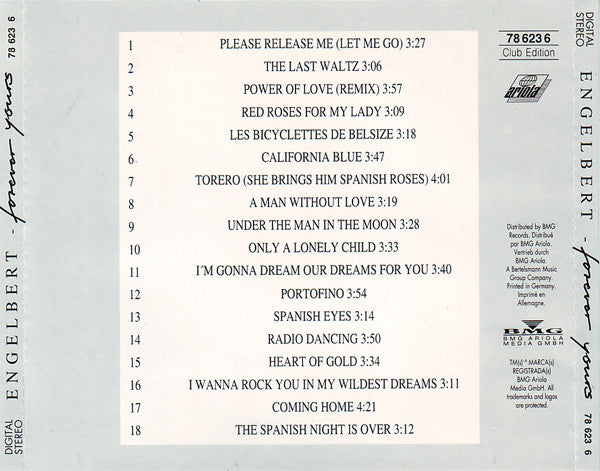 DIGITAL
STEREO
ENGELBERT - forever yours
78 623 6
1 PLEASE RELEASE ME (LET ME GO) 3:27
2 THE LAST WALTZ 3:06
3 POWER OF LOVE (REMIX) 3:57
4 RED ROSES FOR MY LADY 3:09
5 LES BICYCLETTES DE BELSIZE 3:18
6 CALIFORNIA BLUE 3:47
7 TORERO (SHE BRINGS HIM SPANISH ROSES) 4:01
8 A MAN WITHOUT LOVE 3:19
9 UNDER THE MAN IN THE MOON 3:28
10 ONLY A LONELY CHILD 3:33
11 I´M GONNA DREAM OUR DREAMS FOR YOU 3:40
12 PORTOFINO 3:54
13 SPANISH EYES 3:14
14 RADIO DANCING 3:50
15 HEART OF GOLD 3:34
16 I WANNA ROCK YOU IN MY WILDEST DREAMS 3:11
17 COMING HOME 4:21
18 THE SPANISH NIGHT IS OVER 3:12
78 623 6
Club Edition
ariola
Distributed by BMG
Records. Distribué
par BMG Ariola.
Vertrieb durch
BMG Ariola.
A Bertelsmann Music
Group Company.
Printed in Germany.
Imprimé en
Allemagne.
BMG
BMG ARIOLA
MEDIA GMBH
TM(s) ® MARCA(s)
REGISTRADA(s)
BMG Ariola
Media GmbH. All
trademarks and logos
are protected.
DIGITAL
STEREO
ENGELBERT - forever yours
78 623 6